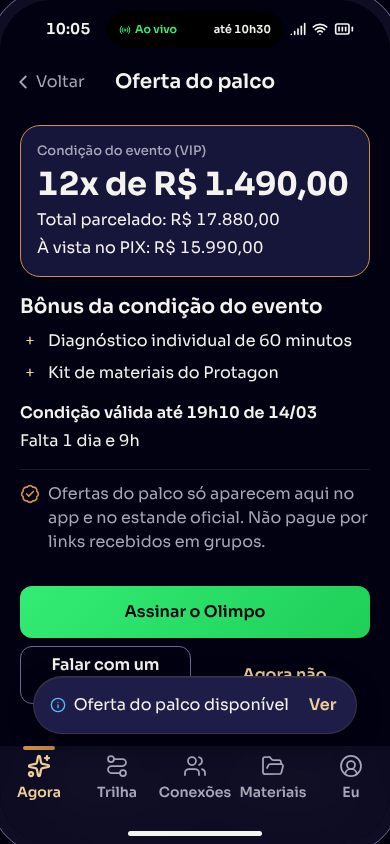 10:05
Ao vivo
até 10h30
Voltar
Oferta do palco
Condição do evento (VIP)
12x de R$ 1.490,00
Total parcelado: R$ 17.880,00
À vista no PIX: R$ 15.990,00
Bônus da condição do evento
+ Diagnóstico individual de 60 minutos
+ Kit de materiais do Protagon
Condição válida até 19h10 de 14/03
Falta 1 dia e 9h
Ofertas do palco só aparecem aqui no
app e no estande oficial. Não pague por
links recebidos em grupos.
Assinar o Olimpo
Falar com um
Agora não
Oferta do palco disponível
Ver
Agora
Trilha
Conexões
Materiais
Eu